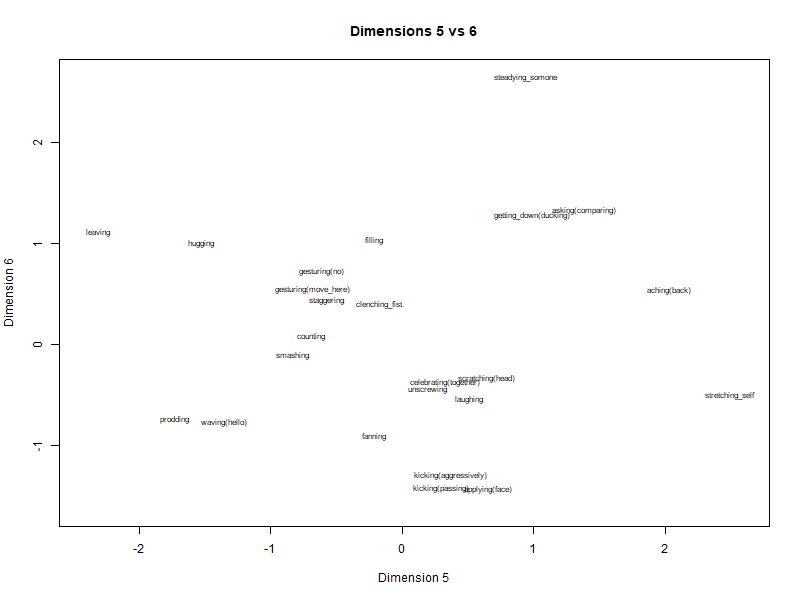 Dimensions 5 vs 6
steadying_somone
asking(comparing)
getting_down(ducking)
leaving
hugging
filling
gesturing(no)
gesturing(move_here)
aching(back)
staggering
clenching_fist
counting
smashing
scratching(head)
celebrating(together)
unscrewing
stretching_self
laughing
prodding
waving(hello)
fanning
kicking(aggressively)
kicking(passing)
applying(face)
2
1
0
-1
Dimension 6
-2 -1 0 1 2
Dimension 5